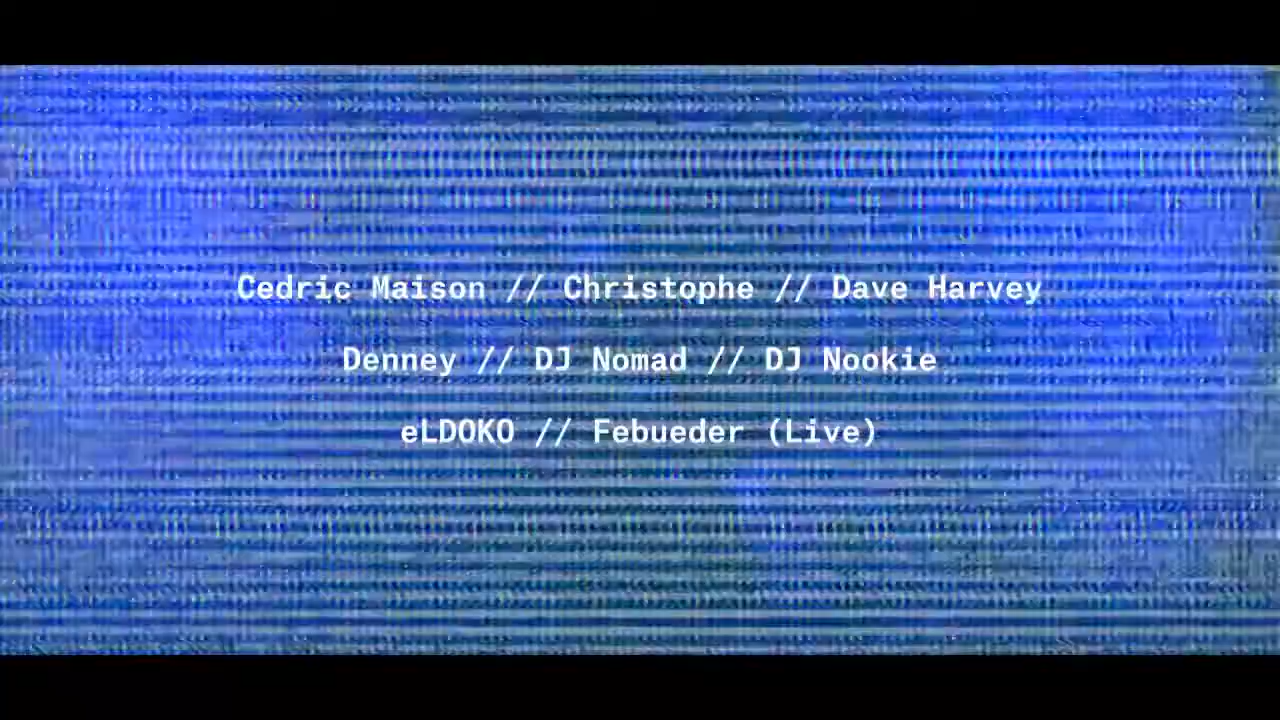 Cedric Maison // Christophe // Dave Harvey
Denney // DJ Nomad // DJ Nookie
eLDOKO // Febueder (Live)